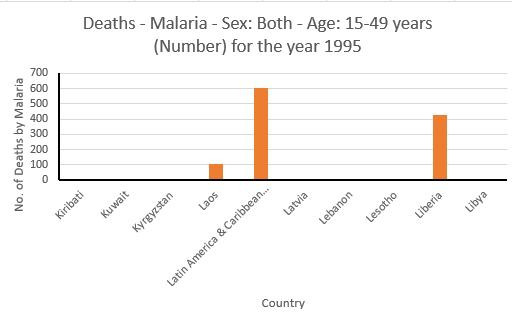 Deaths - Malaria - Sex: Both - Age: 15-49 years
(Number) for the year 1995
No. of Deaths by Malaria
700
600
500
400
300
200
100
0
Kiribati
Kuwait
Kyrgyzstan
Laos
Latin America & Caribbean...
Latvia
Lebanon
Lesotho
Liberia
Libya
Country